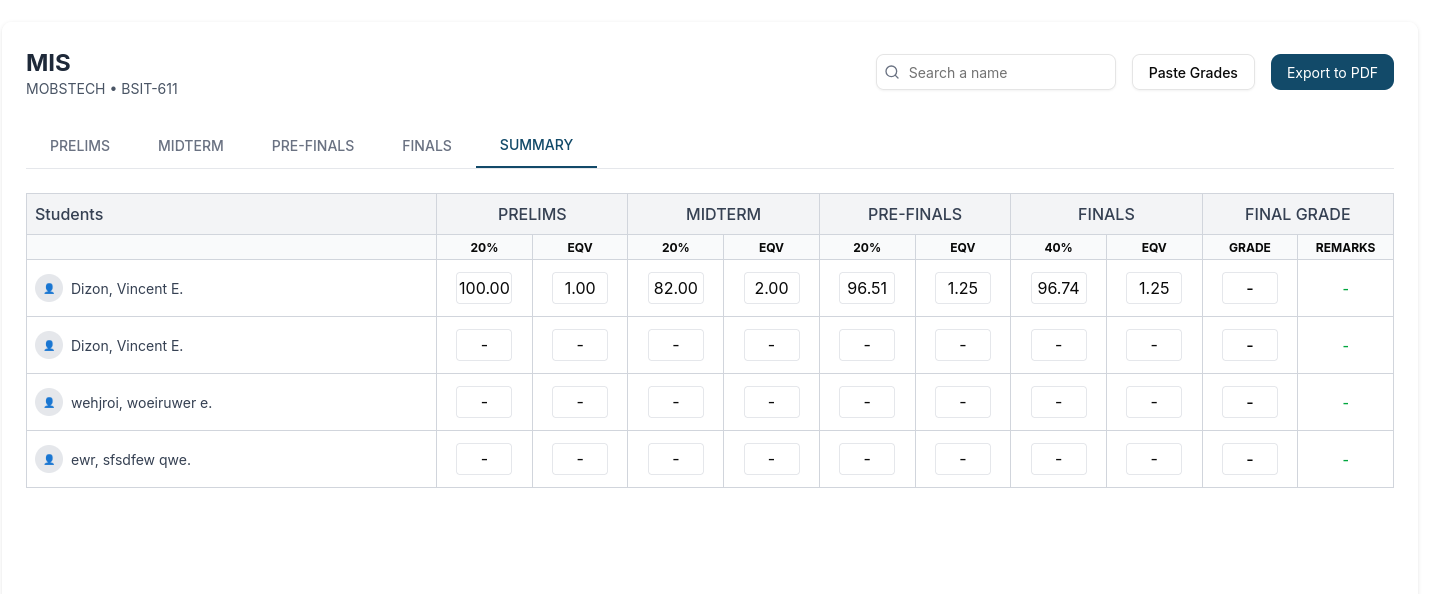 MIS
MOBSTECH • BSIT-611
Search a name
Paste Grades
Export to PDF
PRELIMS MIDTERM PRE-FINALS FINALS SUMMARY
Students PRELIMS MIDTERM PRE-FINALS FINALS FINAL GRADE
20% EQV 20% EQV 20% EQV 40% EQV GRADE REMARKS
Dizon, Vincent E. 100.00 1.00 82.00 2.00 96.51 1.25 96.74 1.25 - -
Dizon, Vincent E. - - - - - - - - - -
wehjroi, woeiruwer e. - - - - - - - - - -
ewr, sfsdfew qwe. - - - - - - - - - -